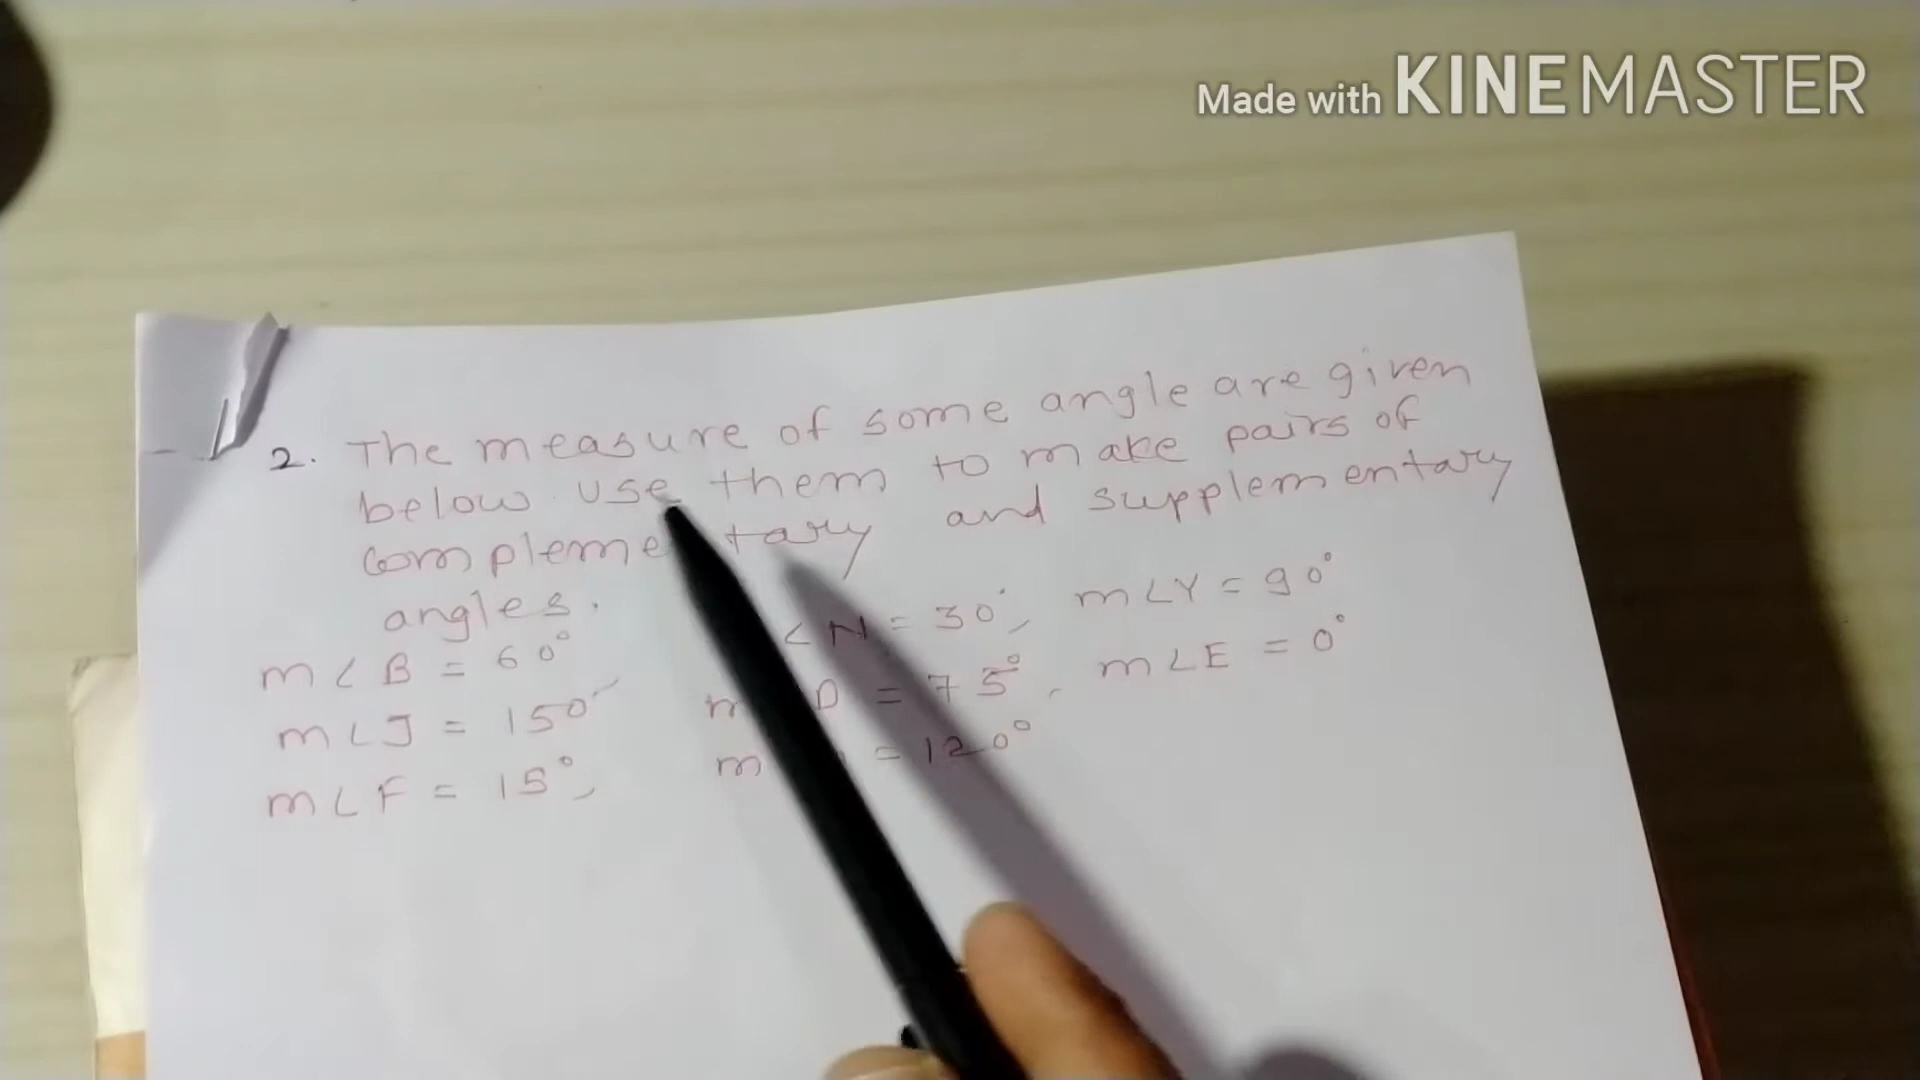 Made with KINEMASTER
2. The measure of some angle are given
below use them to make pairs of
and supplementary
angles.
m∠B = 60° ∠N = 30°, m∠Y = 90°
m∠J = 150 = 75°, m∠E = 0°
m∠F = 15°, m = 120°